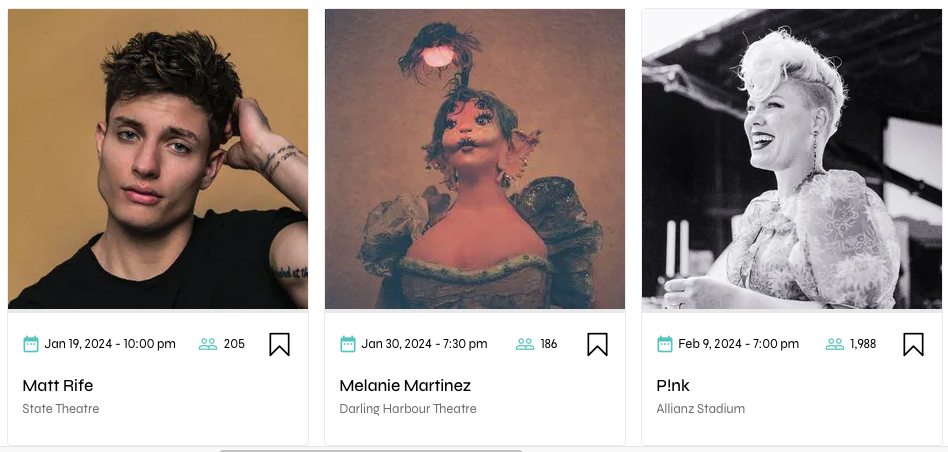 Jan 19, 2024 - 10:00 pm 205
Matt Rife
State Theatre
Jan 30, 2024 - 7:30 pm 186
Melanie Martinez
Darling Harbour Theatre
Feb 9, 2024 - 7:00 pm 1,988
P!nk
Allianz Stadium